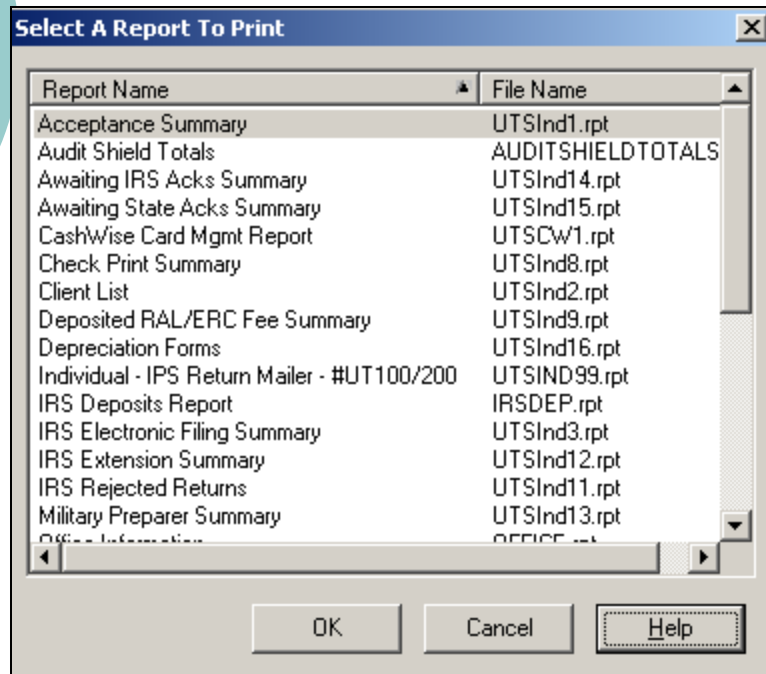 Select A Report To Print
Report Name File Name
Acceptance Summary UTSInd1.rpt
Audit Shield Totals AUDITSHIELDTOTALS
Awaiting IRS Acks Summary UTSInd14.rpt
Awaiting State Acks Summary UTSInd15.rpt
CashWise Card Mgmt Report UTSCW1.rpt
Check Print Summary UTSInd8.rpt
Client List UTSInd2.rpt
Deposited RAL/ERC Fee Summary UTSInd9.rpt
Depreciation Forms UTSInd16.rpt
Individual - IPS Return Mailer - #UT100/200 UTSIND99.rpt
IRS Deposits Report IRSDEP.rpt
IRS Electronic Filing Summary UTSInd3.rpt
IRS Extension Summary UTSInd12.rpt
IRS Rejected Returns UTSInd11.rpt
Military Preparer Summary UTSInd13.rpt
Office Information OFFICE.rpt
OK Cancel Help